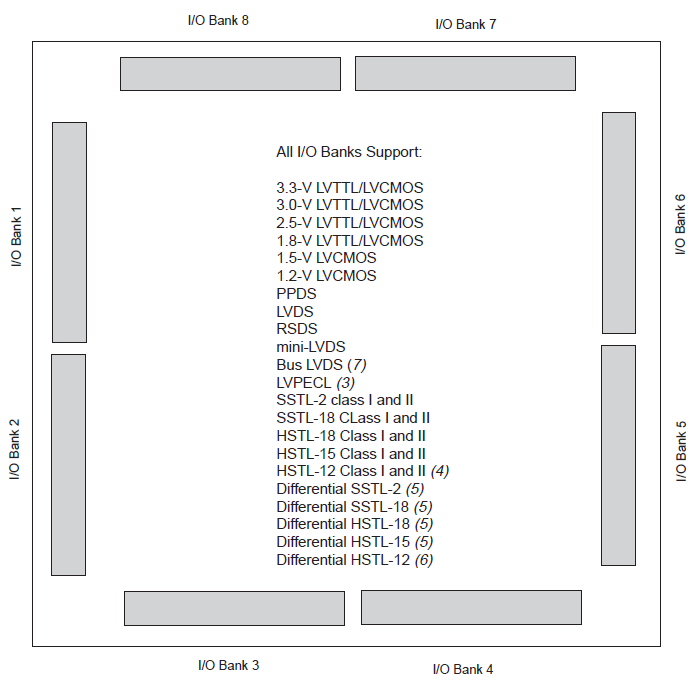 I/O Bank 8
I/O Bank 7
I/O Bank 1
I/O Bank 6
All I/O Banks Support:
3.3-V LVTTL/LVCMOS
3.0-V LVTTL/LVCMOS
2.5-V LVTTL/LVCMOS
1.8-V LVTTL/LVCMOS
1.5-V LVCMOS
1.2-V LVCMOS
PPDS
LVDS
RSDS
mini-LVDS
Bus LVDS (7)
LVPECL (3)
SSTL-2 class I and II
SSTL-18 CLass I and II
HSTL-18 Class I and II
HSTL-15 Class I and II
HSTL-12 Class I and II (4)
Differential SSTL-2 (5)
Differential SSTL-18 (5)
Differential HSTL-18 (5)
Differential HSTL-15 (5)
Differential HSTL-12 (6)
I/O Bank 2
I/O Bank 5
I/O Bank 3
I/O Bank 4